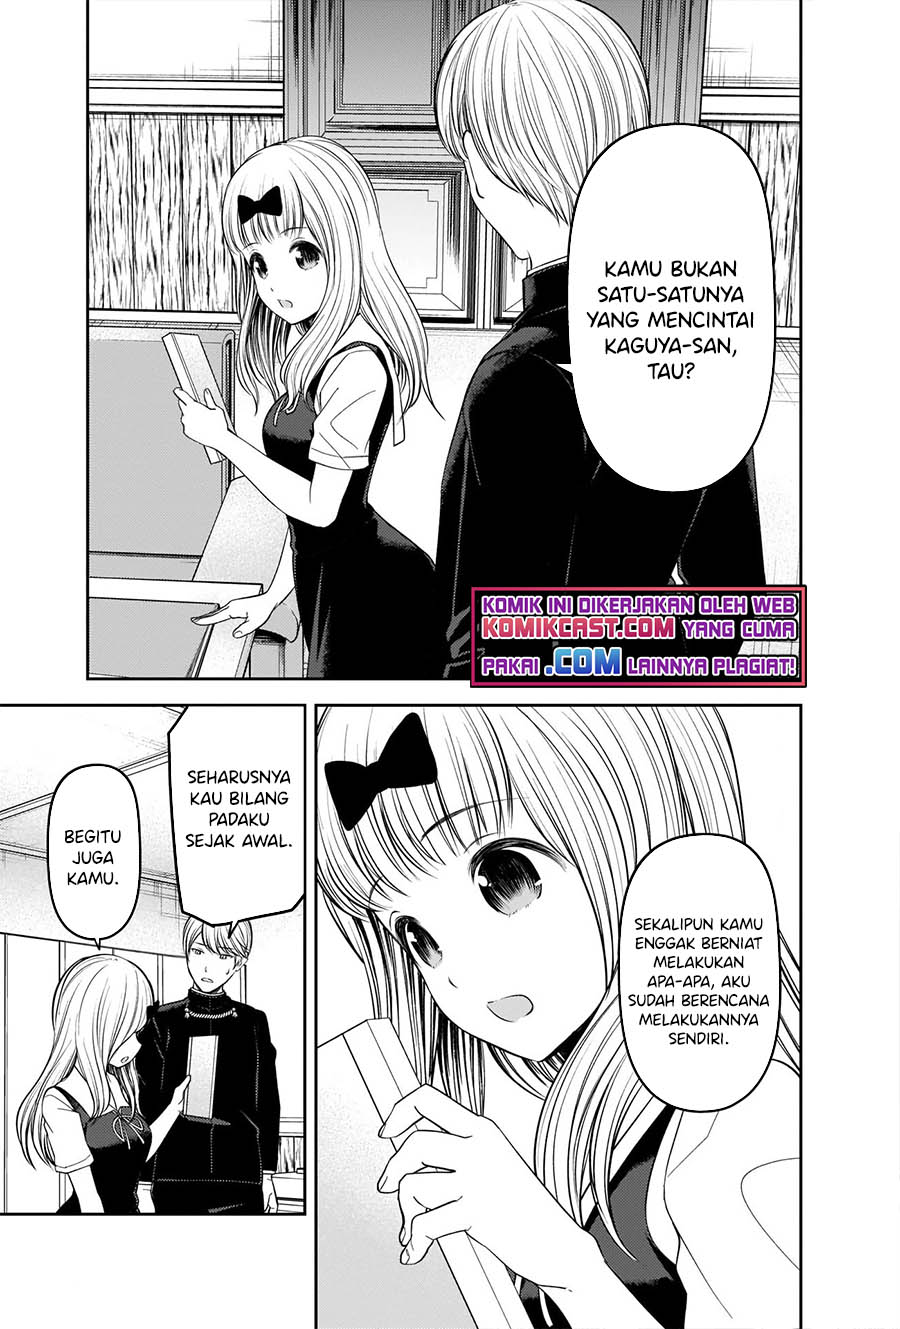 KAMU BUKAN
SATU-SATUNYA
YANG MENCINTAI
KAGUYA-SAN,
TAU?
KOMIK INI DIKERJAKAN OLEH WEB
KOMIKCAST.COM YANG CUMA
PAKAI .COM LAINNYA PLAGIAT!
SEKALIPUN KAMU
ENGGAK BERNIAT
MELAKUKAN
APA-APA, AKU
SUDAH BERENCANA
MELAKUKANNYA
SENDIRI.
SEHARUSNYA
KAU BILANG
PADAKU
SEJAK AWAL.
BEGITU
JUGA
KAMU.